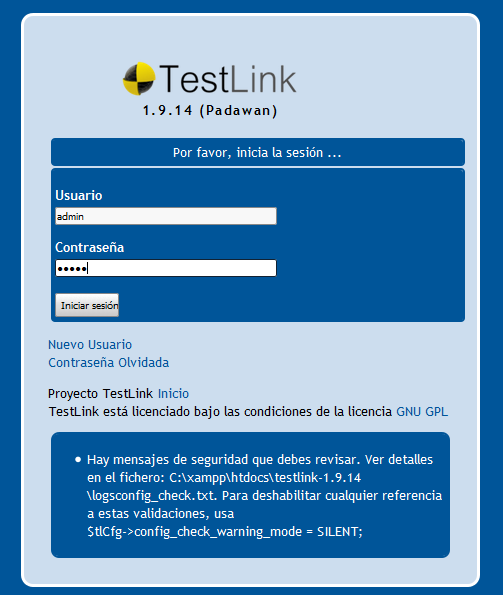 TestLink
1.9.14 (Padawan)
Por favor, inicia la sesión ...
Usuario
admin
Contraseña
●●●●●
Iniciar sesión
Nuevo Usuario
Contraseña Olvidada
Proyecto TestLink Inicio
TestLink está licenciado bajo las condiciones de la licencia GNU GPL
Hay mensajes de seguridad que debes revisar. Ver detalles
en el fichero: C:\xampp\htdocs\testlink-1.9.14
\logsconfig_check.txt. Para deshabilitar cualquier referencia
a estas validaciones, usa
$tlCfg->config_check_warning_mode = SILENT;